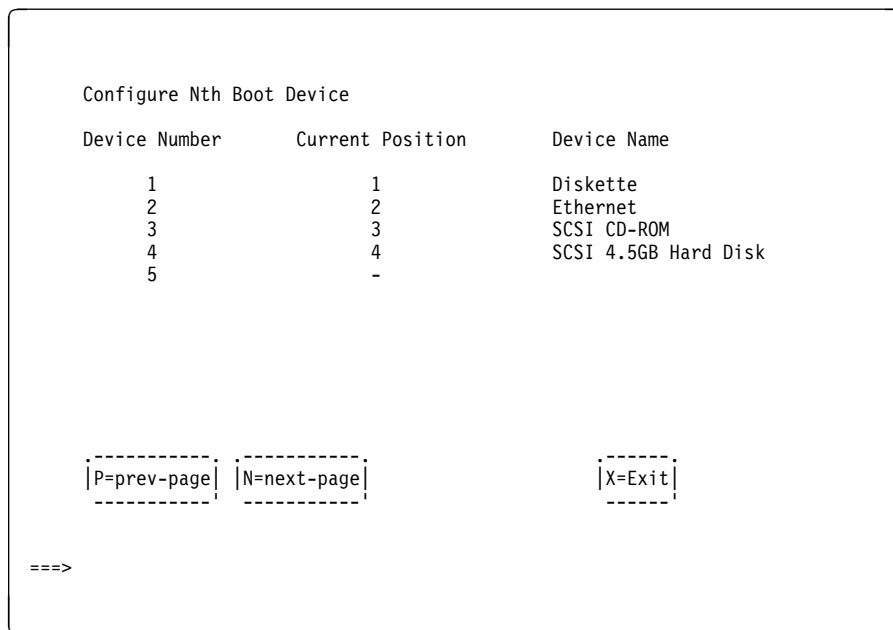 Configure Nth Boot Device
Device Number Current Position Device Name
1 1 Diskette
2 2 Ethernet
3 3 SCSI CD-ROM
4 4 SCSI 4.5GB Hard Disk
5 -
.-----------. .-----------. .------.
|P=prev-page| |N=next-page| |X=Exit|
-----------' -----------' ------'
===>